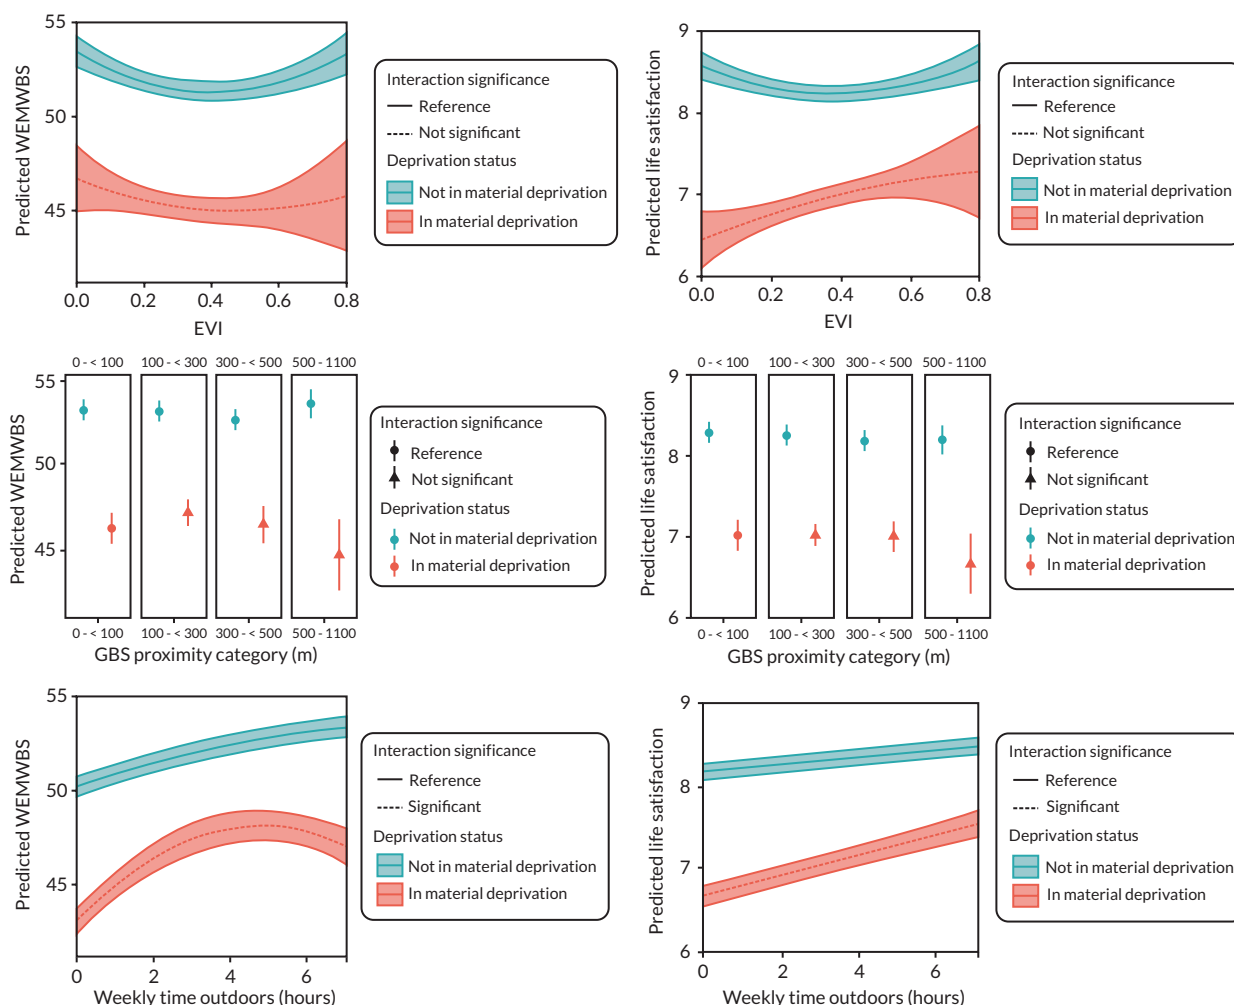 55
50
45
Predicted WEMWBS
0.0 0.2 0.4 0.6 0.8
EVI
Interaction significance
Reference
Not significant
Deprivation status
Not in material deprivation
In material deprivation
9
8
7
6
Predicted life satisfaction
0.0 0.2 0.4 0.6 0.8
EVI
Interaction significance
Reference
Not significant
Deprivation status
Not in material deprivation
In material deprivation
0 - < 100 100 - < 300 300 - < 500 500 - 1100
55
50
45
Predicted WEMWBS
0 - < 100 100 - < 300 300 - < 500 500 - 1100
GBS proximity category (m)
Interaction significance
Reference
Not significant
Deprivation status
Not in material deprivation
In material deprivation
0 - < 100 100 - < 300 300 - < 500 500 - 1100
9
8
7
6
Predicted life satisfaction
0 - < 100 100 - < 300 300 - < 500 500 - 1100
GBS proximity category (m)
Interaction significance
Reference
Not significant
Deprivation status
Not in material deprivation
In material deprivation
55
50
45
Predicted WEMWBS
0 2 4 6
Weekly time outdoors (hours)
Interaction significance
Reference
Significant
Deprivation status
Not in material deprivation
In material deprivation
9
8
7
6
Predicted life satisfaction
0 2 4 6
Weekly time outdoors (hours)
Interaction significance
Reference
Significant
Deprivation status
Not in material deprivation
In material deprivation